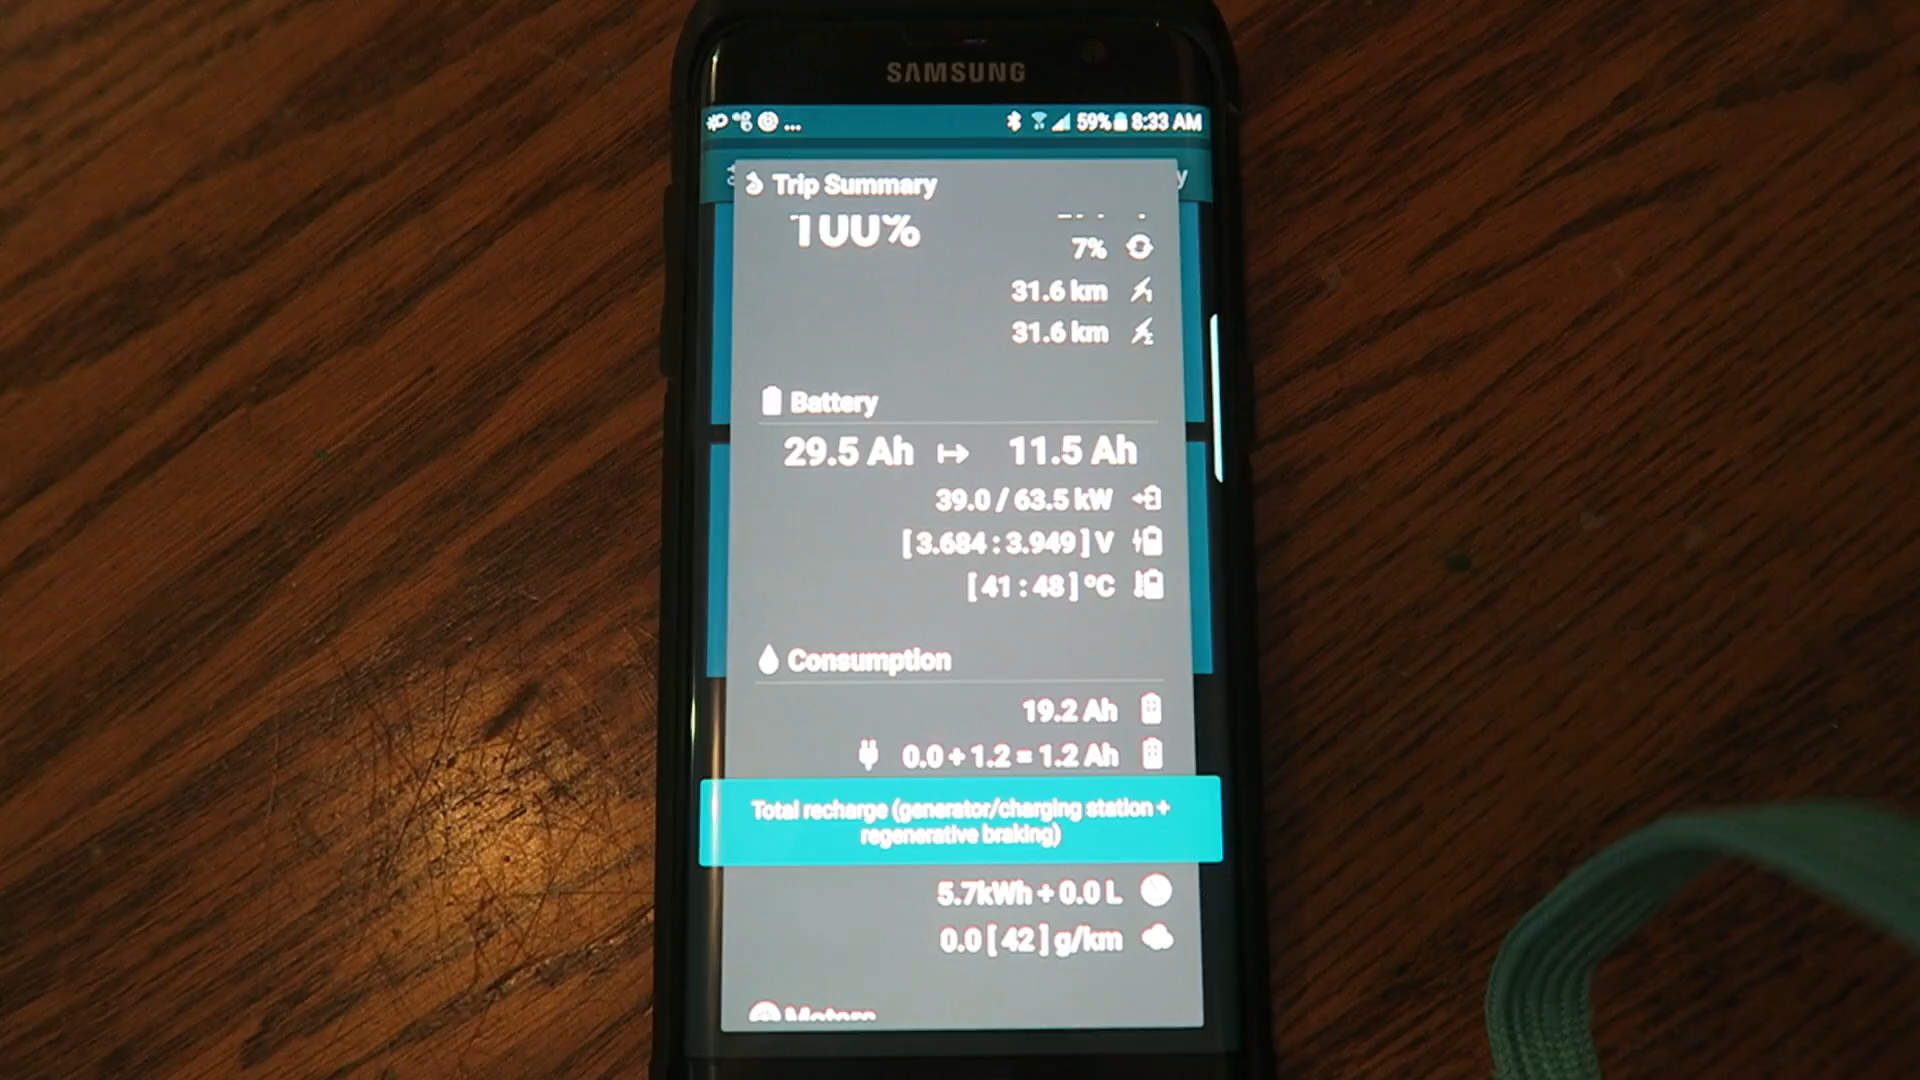 SAMSUNG
... 59% 8:33 AM
Trip Summary
y
100%
7%
31.6 km
31.6 km
Battery
29.5 Ah ↦ 11.5 Ah
39.0 / 63.5 kW
[ 3.684 : 3.949 ] V
[ 41 : 48 ] ºC
Consumption
19.2 Ah
0.0 + 1.2 = 1.2 Ah
Total recharge (generator/charging station +
regenerative braking)
5.7kWh + 0.0 L
0.0 [ 42 ] g/km
Motors